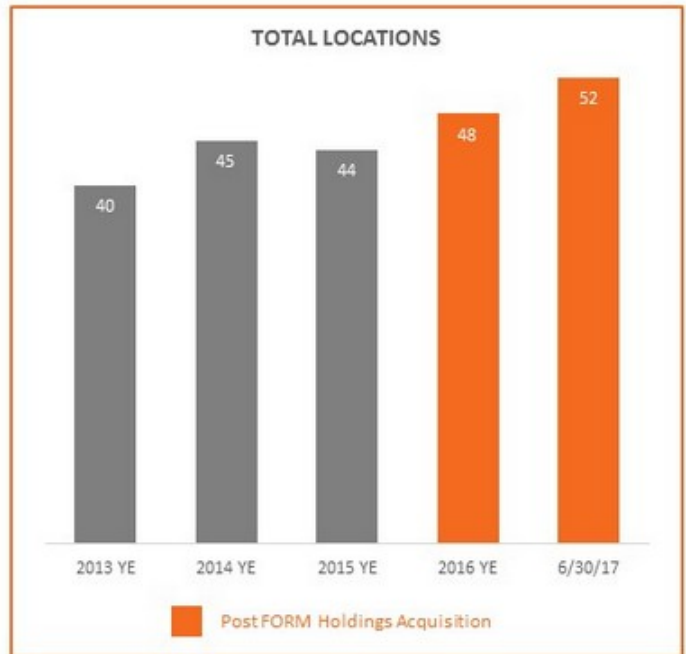 TOTAL LOCATIONS
40
45
44
48
52
2013 YE
2014 YE
2015 YE
2016 YE
6/30/17
Post FORM Holdings Acquisition